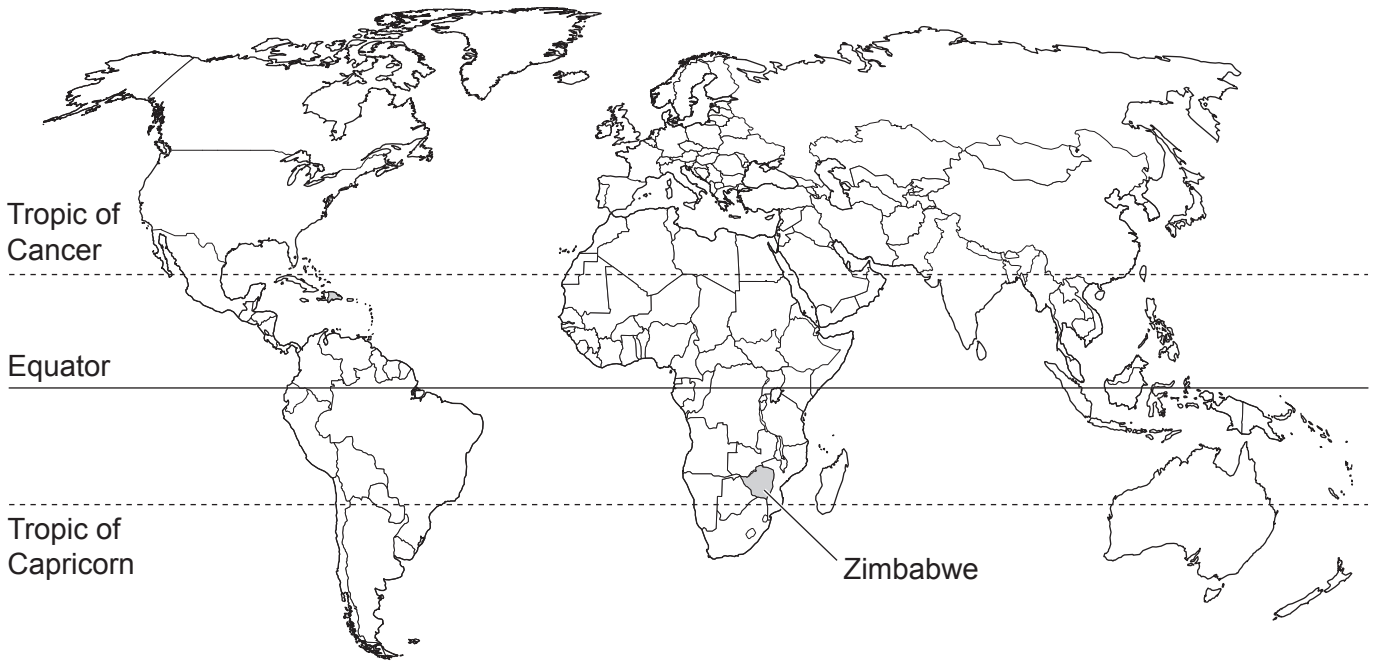 Tropic of
Cancer
Equator
Tropic of
Capricorn
Zimbabwe